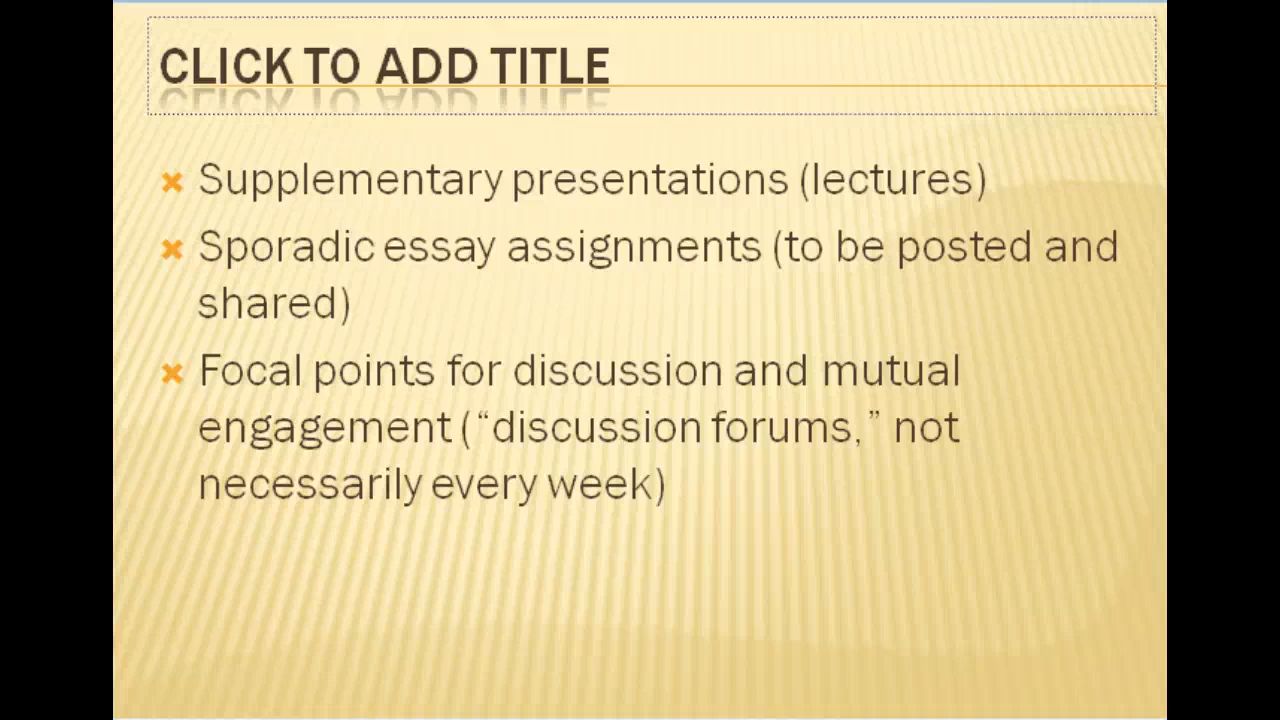 CLICK TO ADD TITLE
Supplementary presentations (lectures)
Sporadic essay assignments (to be posted and
shared)
Focal points for discussion and mutual
engagement (“discussion forums,” not
necessarily every week)